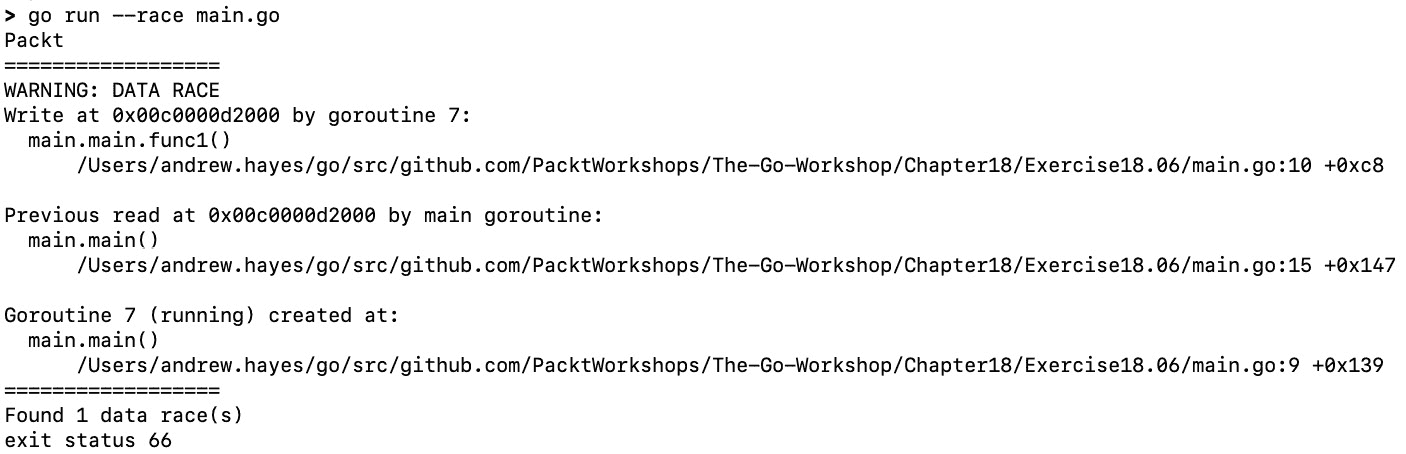 > go run --race main.go
Packt
==================
WARNING: DATA RACE
Write at 0x00c0000d2000 by goroutine 7:
  main.main.func1()
      /Users/andrew.hayes/go/src/github.com/PacktWorkshops/The-Go-Workshop/Chapter18/Exercise18.06/main.go:10 +0xc8

Previous read at 0x00c0000d2000 by main goroutine:
  main.main()
      /Users/andrew.hayes/go/src/github.com/PacktWorkshops/The-Go-Workshop/Chapter18/Exercise18.06/main.go:15 +0x147

Goroutine 7 (running) created at:
  main.main()
      /Users/andrew.hayes/go/src/github.com/PacktWorkshops/The-Go-Workshop/Chapter18/Exercise18.06/main.go:9 +0x139
==================
Found 1 data race(s)
exit status 66